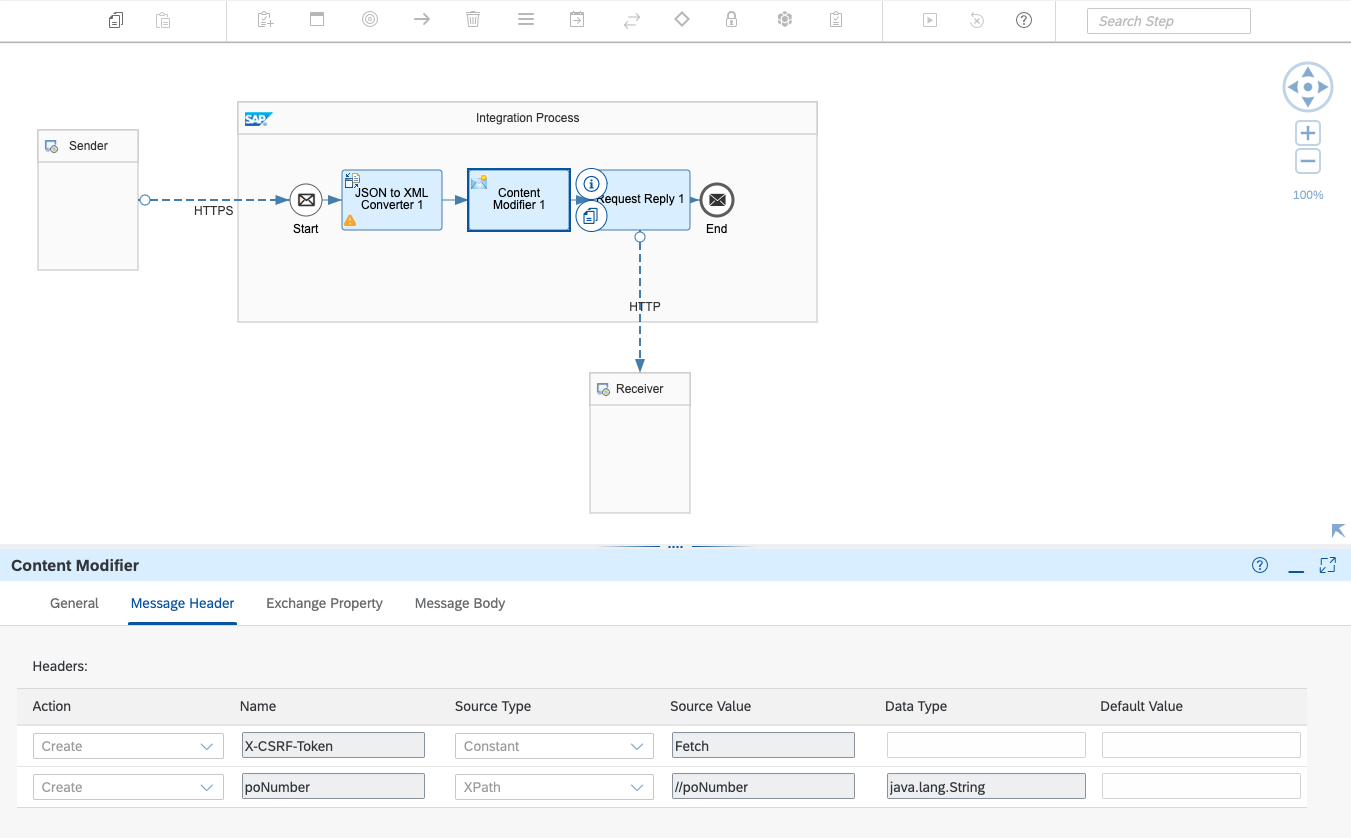 Search Step
SAP
Integration Process
Sender
HTTPS
Start
JSON to XML
Converter 1
Content
Modifier 1
Request Reply 1
End
100%
HTTP
Receiver
Content Modifier
General
Message Header
Exchange Property
Message Body
Headers:
Action Name Source Type Source Value Data Type Default Value
Create X-CSRF-Token Constant Fetch
Create poNumber XPath //poNumber java.lang.String